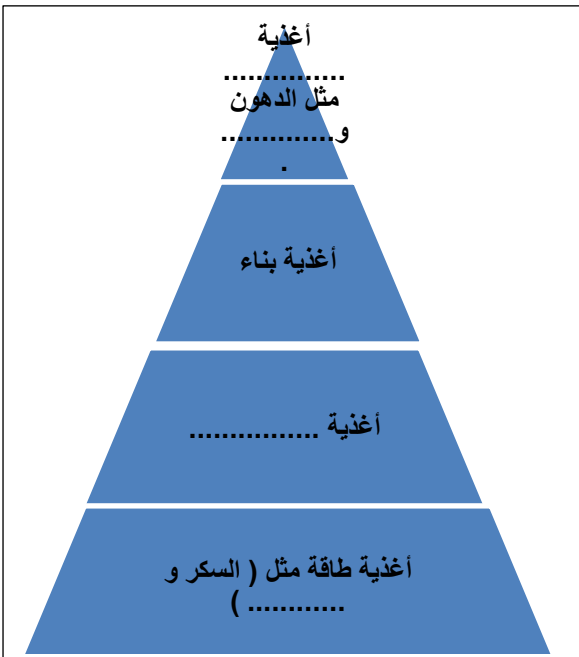 أغذية
...............
مثل الدهون
و..............
.
أغذية بناء
أغذية ................
أغذية طاقة مثل ( السكر و
............ )